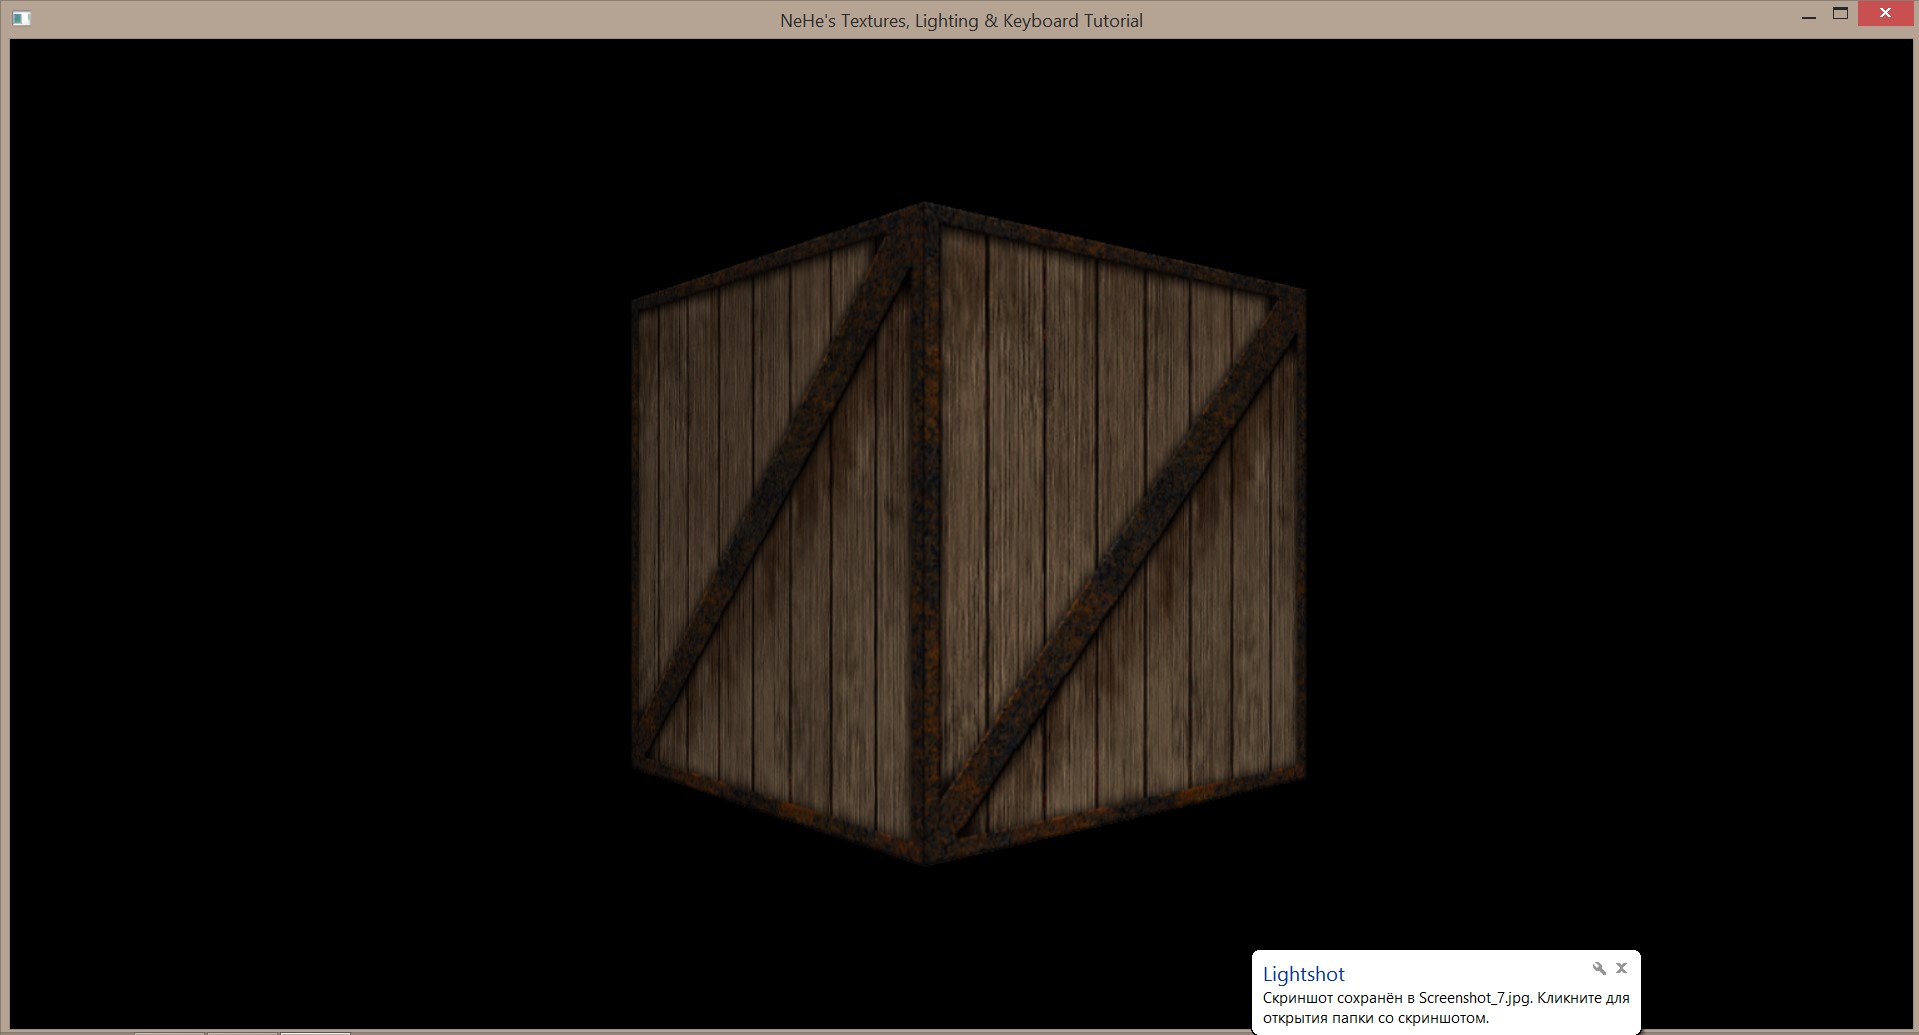 NeHe's Textures, Lighting & Keyboard Tutorial
Lightshot
Скриншот сохранён в Screenshot_7.jpg. Кликните для
открытия папки со скриншотом.